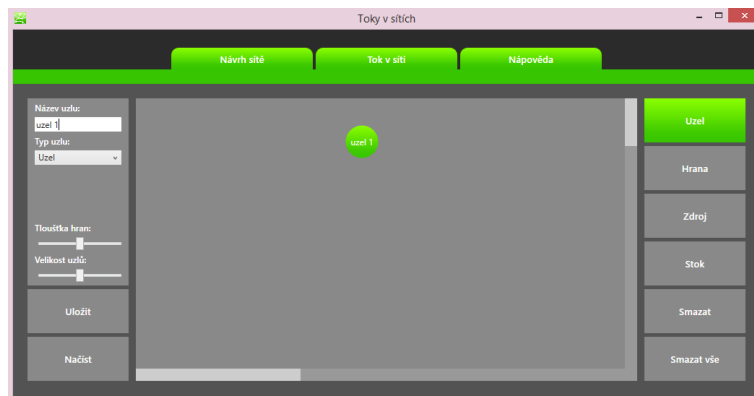 Toky v sítích
Návrh sítě
Tok v síti
Nápověda
Název uzlu:
uzel 1
Typ uzlu:
Uzel
Tloušťka hran:
Velikost uzlů:
Uložit
Načíst
uzel 1
Uzel
Hrana
Zdroj
Stok
Smazat
Smazat vše